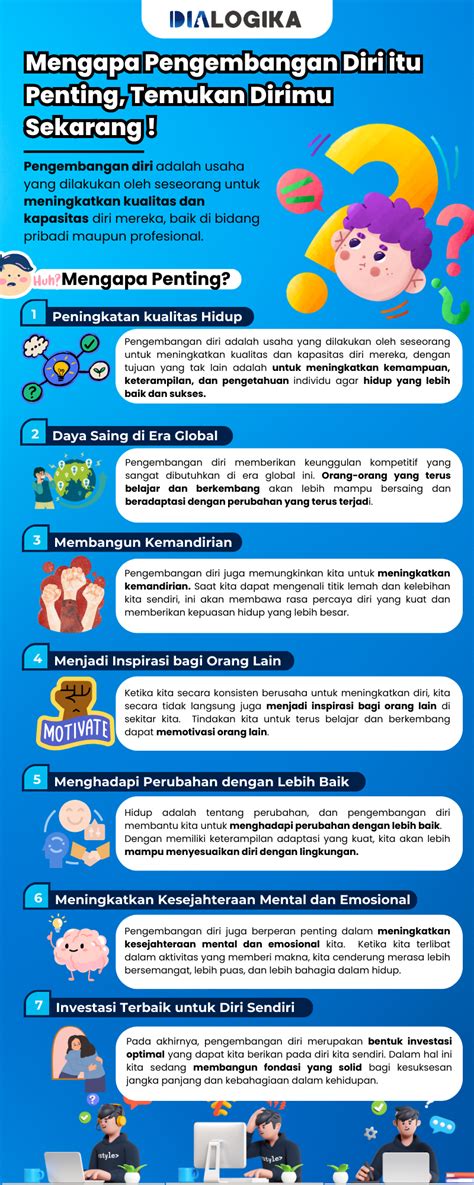 DIALOGIKA
Mengapa Pengembangan Diri itu
Penting, Temukan Dirimu
Sekarang !
Pengembangan diri adalah usaha
yang dilakukan oleh seseorang untuk
meningkatkan kualitas dan
kapasitas diri mereka, baik di bidang
pribadi maupun profesional.
Huh?
Mengapa Penting?
1 Peningkatan kualitas Hidup
Pengembangan diri adalah usaha yang dilakukan oleh seseorang
untuk meningkatkan kualitas dan kapasitas diri mereka, dengan
tujuan yang tak lain adalah untuk meningkatkan kemampuan,
keterampilan, dan pengetahuan individu agar hidup yang lebih
baik dan sukses.
2 Daya Saing di Era Global
Pengembangan diri memberikan keunggulan kompetitif yang
sangat dibutuhkan di era global ini. Orang-orang yang terus
belajar dan berkembang akan lebih mampu bersaing dan
beradaptasi dengan perubahan yang terus terjadi.
3 Membangun Kemandirian
Pengembangan diri juga memungkinkan kita untuk meningkatkan
kemandirian. Saat kita dapat mengenali titik lemah dan kelebihan
kita sendiri, ini akan membawa rasa percaya diri yang kuat dan
memberikan kepuasan hidup yang lebih besar.
4 Menjadi Inspirasi bagi Orang Lain
MOTIVATE
Ketika kita secara konsisten berusaha untuk meningkatkan diri, kita
secara tidak langsung juga menjadi inspirasi bagi orang lain di
sekitar kita. Tindakan kita untuk terus belajar dan berkembang
dapat memotivasi orang lain.
5 Menghadapi Perubahan dengan Lebih Baik
Hidup adalah tentang perubahan, dan pengembangan diri
membantu kita untuk menghadapi perubahan dengan lebih baik.
Dengan memiliki keterampilan adaptasi yang kuat, kita akan lebih
mampu menyesuaikan diri dengan lingkungan.
6 Meningkatkan Kesejahteraan Mental dan Emosional
Pengembangan diri juga berperan penting dalam meningkatkan
kesejahteraan mental dan emosional kita. Ketika kita terlibat
dalam aktivitas yang memberi makna, kita cenderung merasa lebih
bersemangat, lebih puas, dan lebih bahagia dalam hidup.
7 Investasi Terbaik untuk Diri Sendiri
Pada akhirnya, pengembangan diri merupakan bentuk investasi
optimal yang dapat kita berikan pada diri kita sendiri. Dalam hal ini
kita sedang membangun fondasi yang solid bagi kesuksesan
jangka panjang dan kebahagiaan dalam kehidupan.